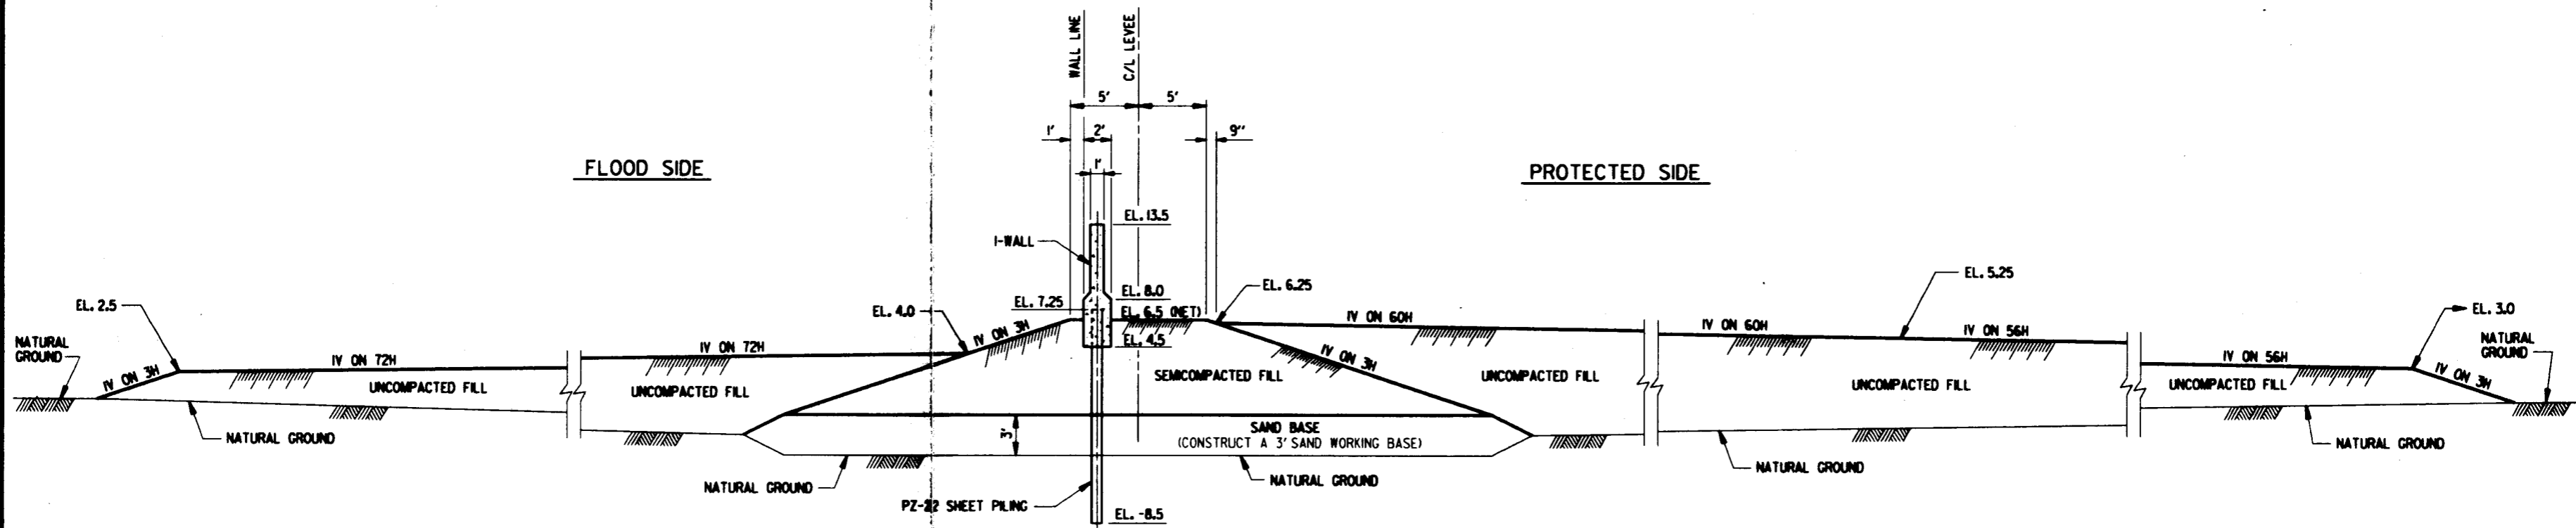 WALL LINE
C/L LEVEE
5'
5'
1'
2'
9"
1'
FLOOD SIDE
PROTECTED SIDE
EL. 13.5
I-WALL
EL. 8.0
EL. 7.25
EL. 6.5 (NET)
EL. 4.5
EL. 2.5
EL. 4.0
EL. 6.25
EL. 5.25
EL. 3.0
NATURAL
GROUND
1V ON 3H
1V ON 72H
1V ON 72H
1V ON 3H
1V ON 60H
1V ON 60H
1V ON 56H
1V ON 56H
NATURAL
GROUND
UNCOMPACTED FILL
UNCOMPACTED FILL
SEMICOMPACTED FILL
1V ON 3H
UNCOMPACTED FILL
UNCOMPACTED FILL
UNCOMPACTED FILL
1V ON 3H
NATURAL GROUND
3'
SAND BASE
(CONSTRUCT A 3' SAND WORKING BASE)
NATURAL GROUND
NATURAL GROUND
NATURAL GROUND
NATURAL GROUND
PZ-22 SHEET PILING
EL. -8.5